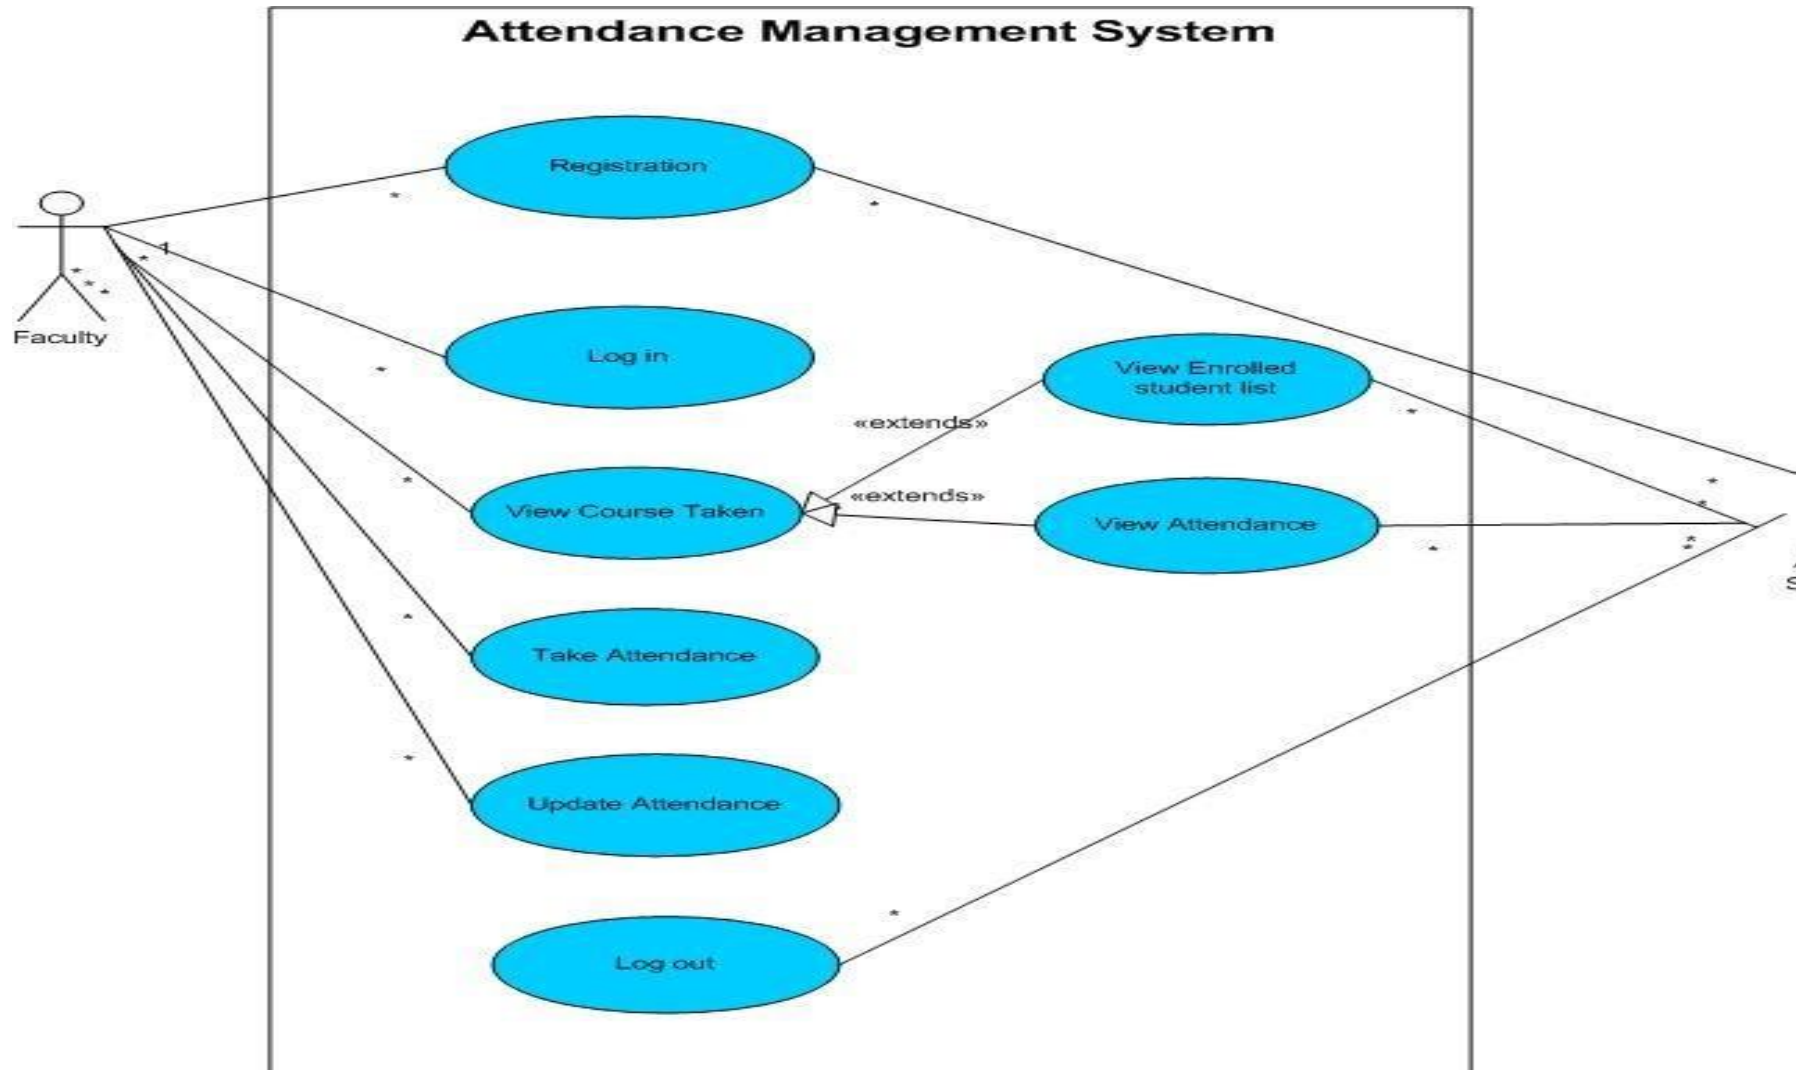 Attendance Management System
Registration
*
*
1
*
*
*
*
Faculty
Log in
*
View Enrolled
student list
*
«extends»
*
View Course Taken
«extends»
View Attendance
*
*
*
*
*
S
*
Take Attendance
*
Update Attendance
*
Log out